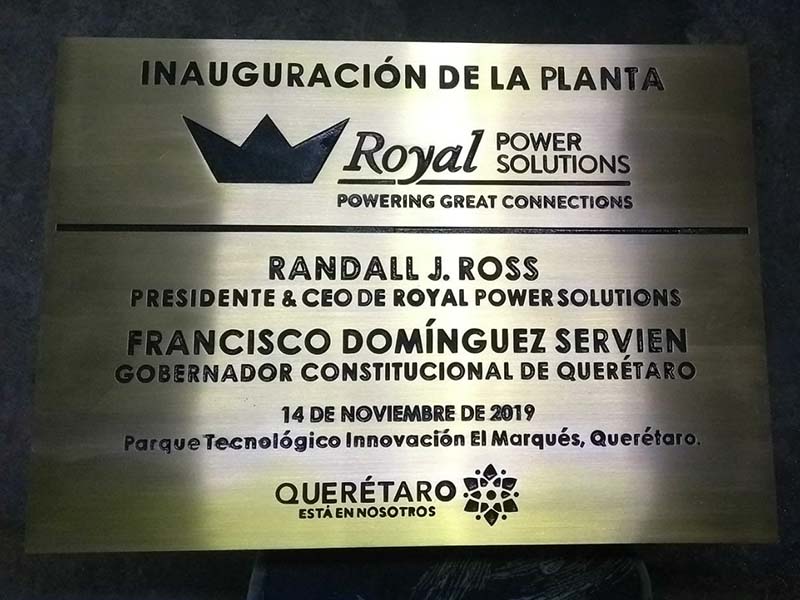 INAUGURACIÓN DE LA PLANTA
Royal POWER SOLUTIONS
POWERING GREAT CONNECTIONS
RANDALL J. ROSS
PRESIDENTE & CEO DE ROYAL POWER SOLUTIONS
FRANCISCO DOMÍNGUEZ SERVIEN
GOBERNADOR CONSTITUCIONAL DE QUERÉTARO
14 DE NOVIEMBRE DE 2019
Parque Tecnológico Innovación El Marqués, Querétaro.
QUERÉTARO
ESTÁ EN NOSOTROS